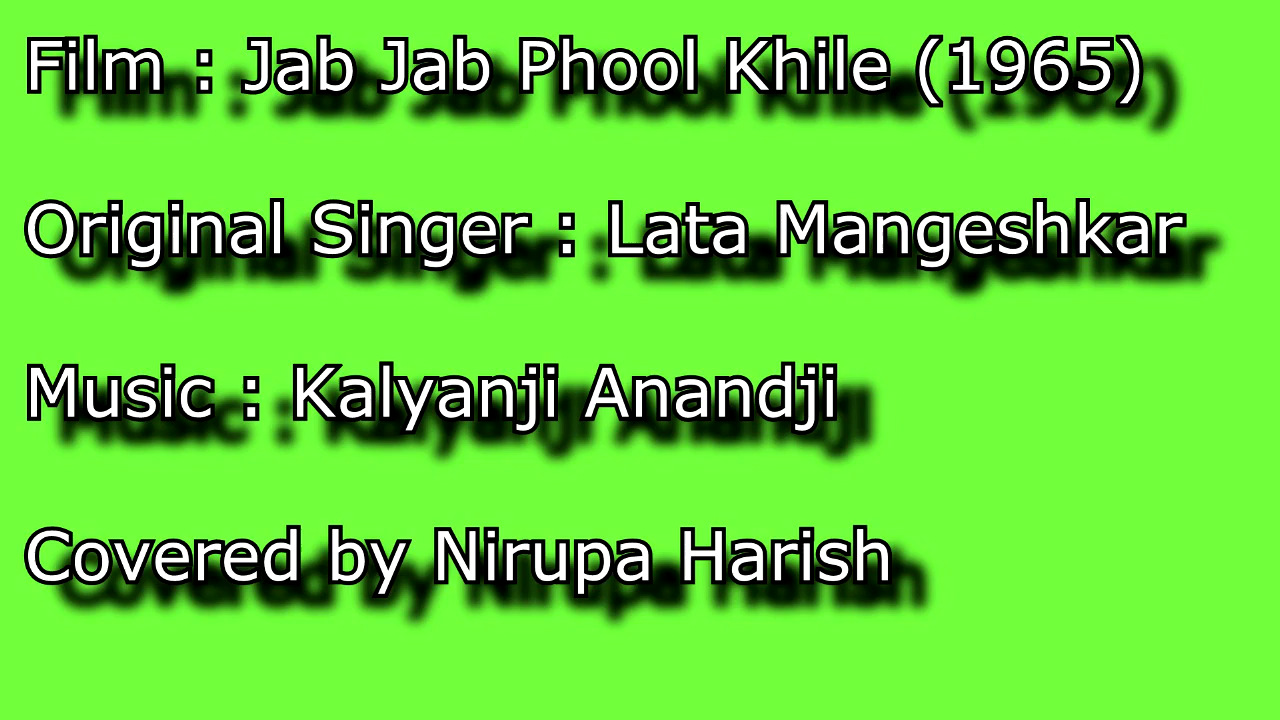 Film : Jab Jab Phool Khile (1965)
Original Singer : Lata Mangeshkar
Music : Kalyanji Anandji
Covered by Nirupa Harish